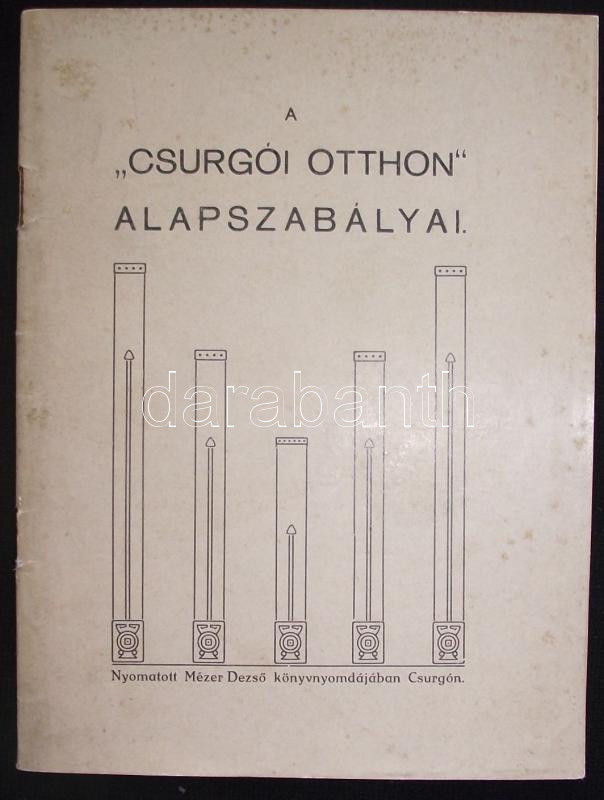 A
„CSURGÓI OTTHON“
ALAPSZABÁLYAI.
darabanth
Nyomatott Mézer Dezső könyvnyomdájában Csurgón.